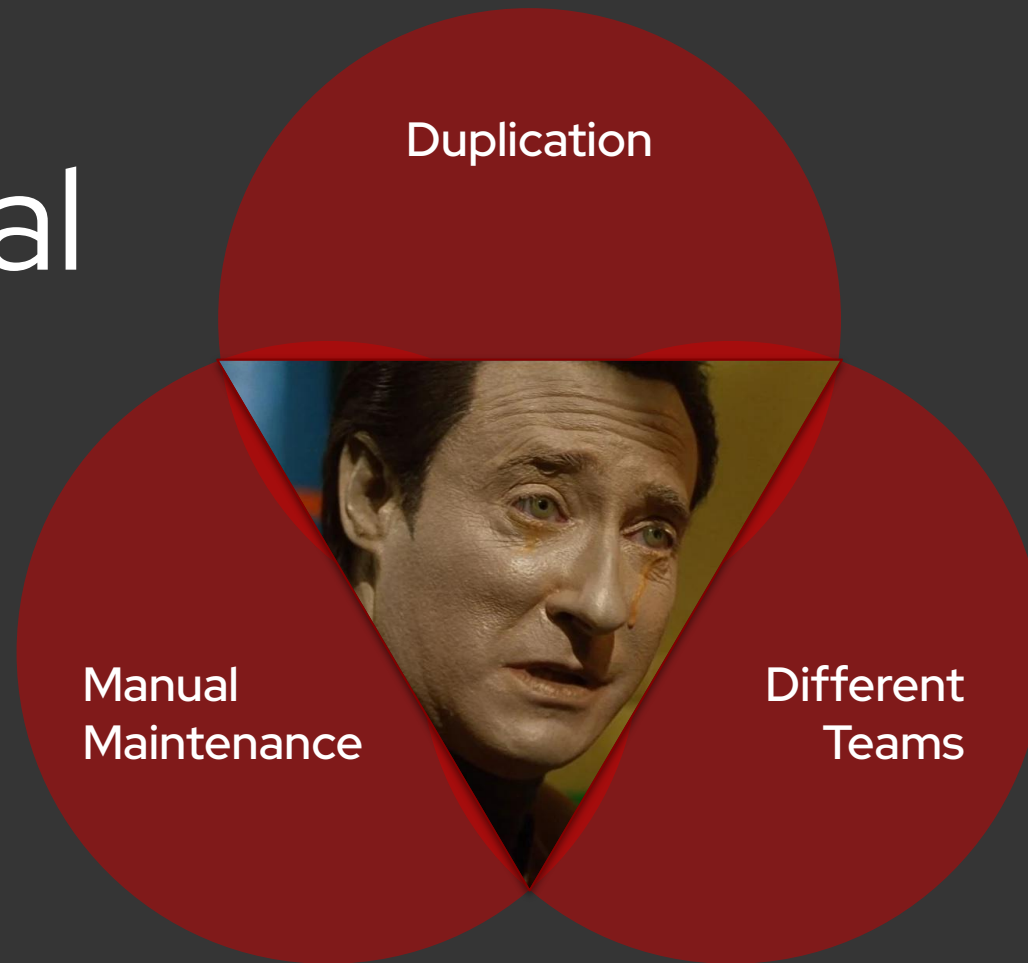 Duplication
al
Manual
Maintenance
Different
Teams